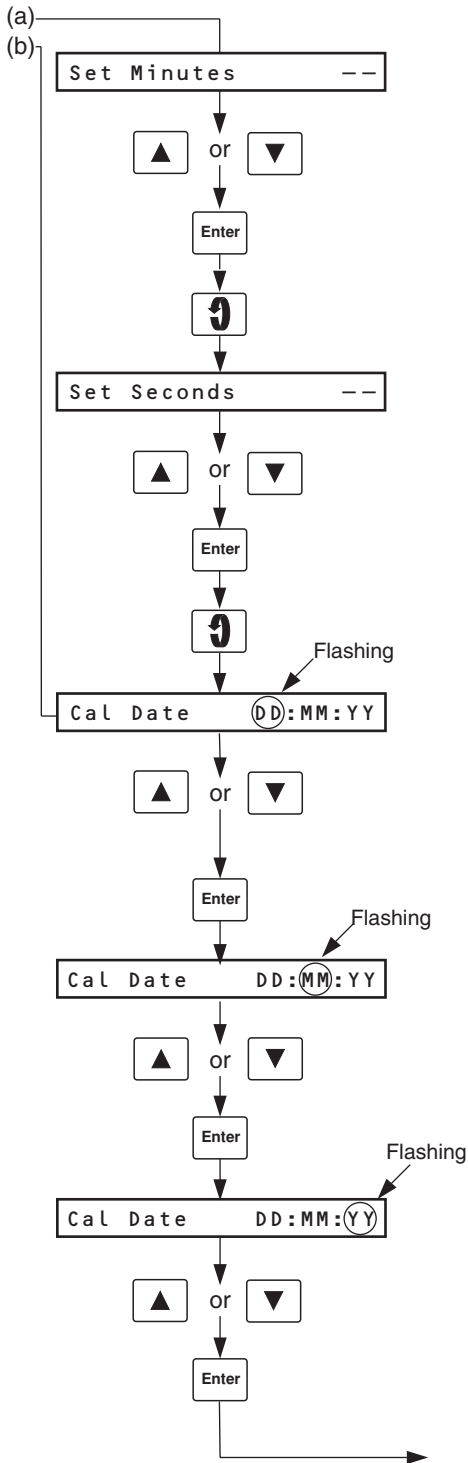 (a)
(b)
Set Minutes --
or
Enter
Set Seconds --
or
Enter
Flashing
Cal Date DD:MM:YY
or
Enter
Flashing
Cal Date DD:MM:YY
or
Enter
Flashing
Cal Date DD:MM:YY
or
Enter